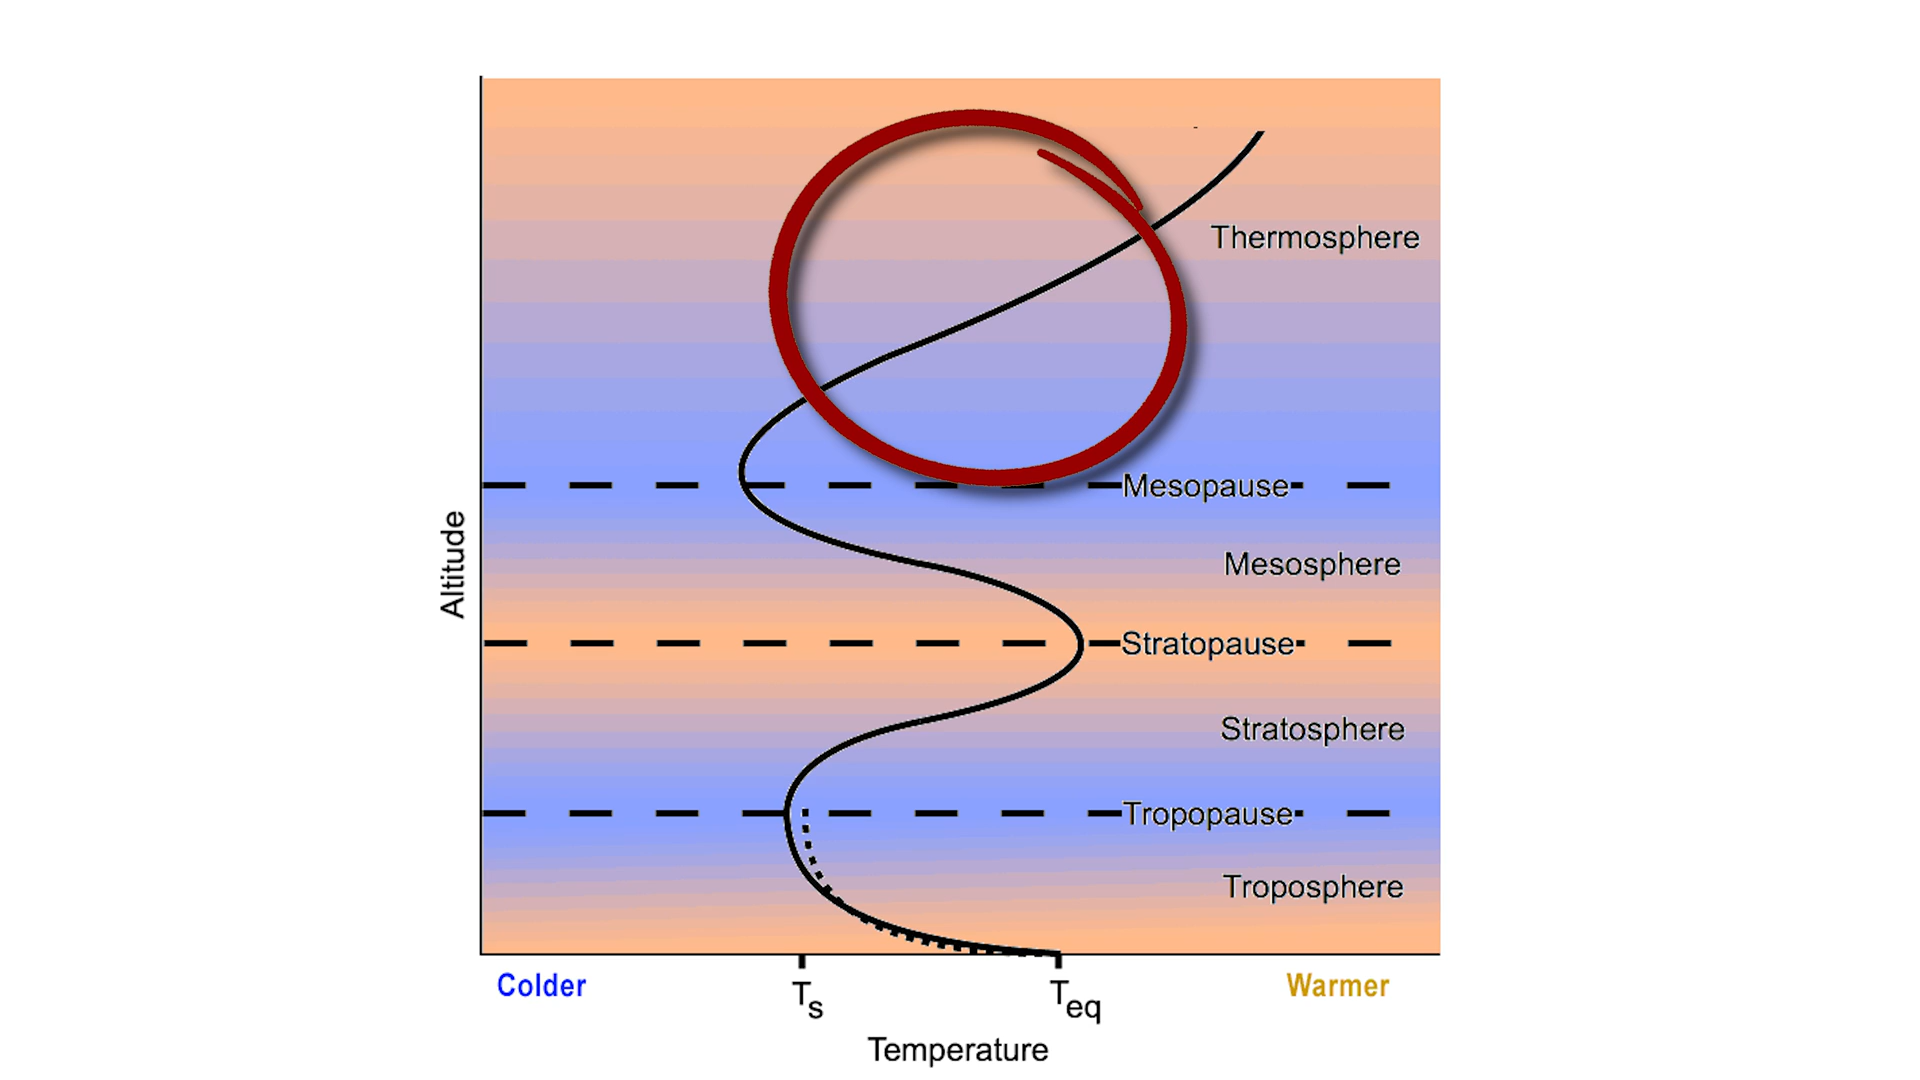 Thermosphere
Mesopause
Mesosphere
Stratopause
Stratosphere
Tropopause
Troposphere
Altitude
Colder
Ts
Teq
Warmer
Temperature